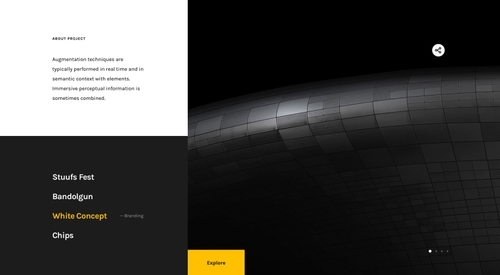 ABOUT PROJECT
Augmentation techniques are
typically performed in real time and in
semantic context with elements.
Immersive perceptual information is
sometimes combined.
Stuufs Fest
Bandolgun
White Concept — Branding
Chips
Explore